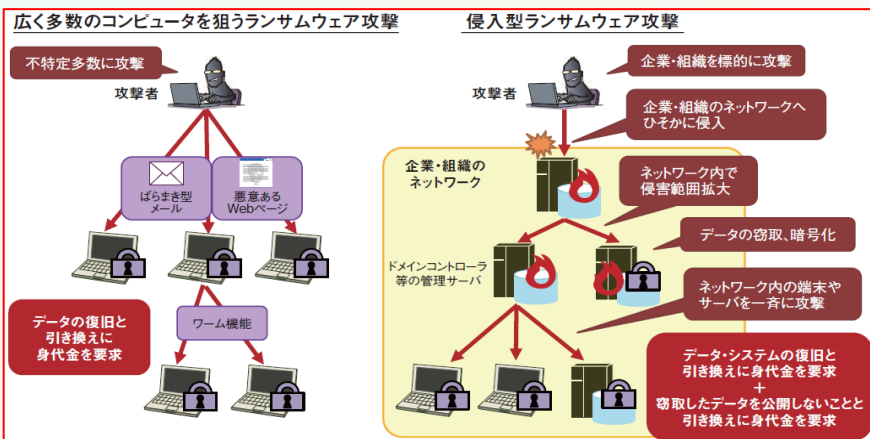 広く多数のコンピュータを狙うランサムウェア攻撃
不特定多数に攻撃
攻撃者
ばらまき型
メール
悪意ある
Webページ
ワーム機能
データの復旧と
引き換えに
身代金を要求
侵入型ランサムウェア攻撃
企業・組織を標的に攻撃
攻撃者
企業・組織のネットワークへ
ひそかに侵入
企業・組織の
ネットワーク
ネットワーク内で
侵害範囲拡大
データの窃取、暗号化
ドメインコントローラ
等の管理サーバ
ネットワーク内の端末や
サーバを一斉に攻撃
データ・システムの復旧と
引き換えに身代金を要求
+
窃取したデータを公開しないことと
引き換えに身代金を要求